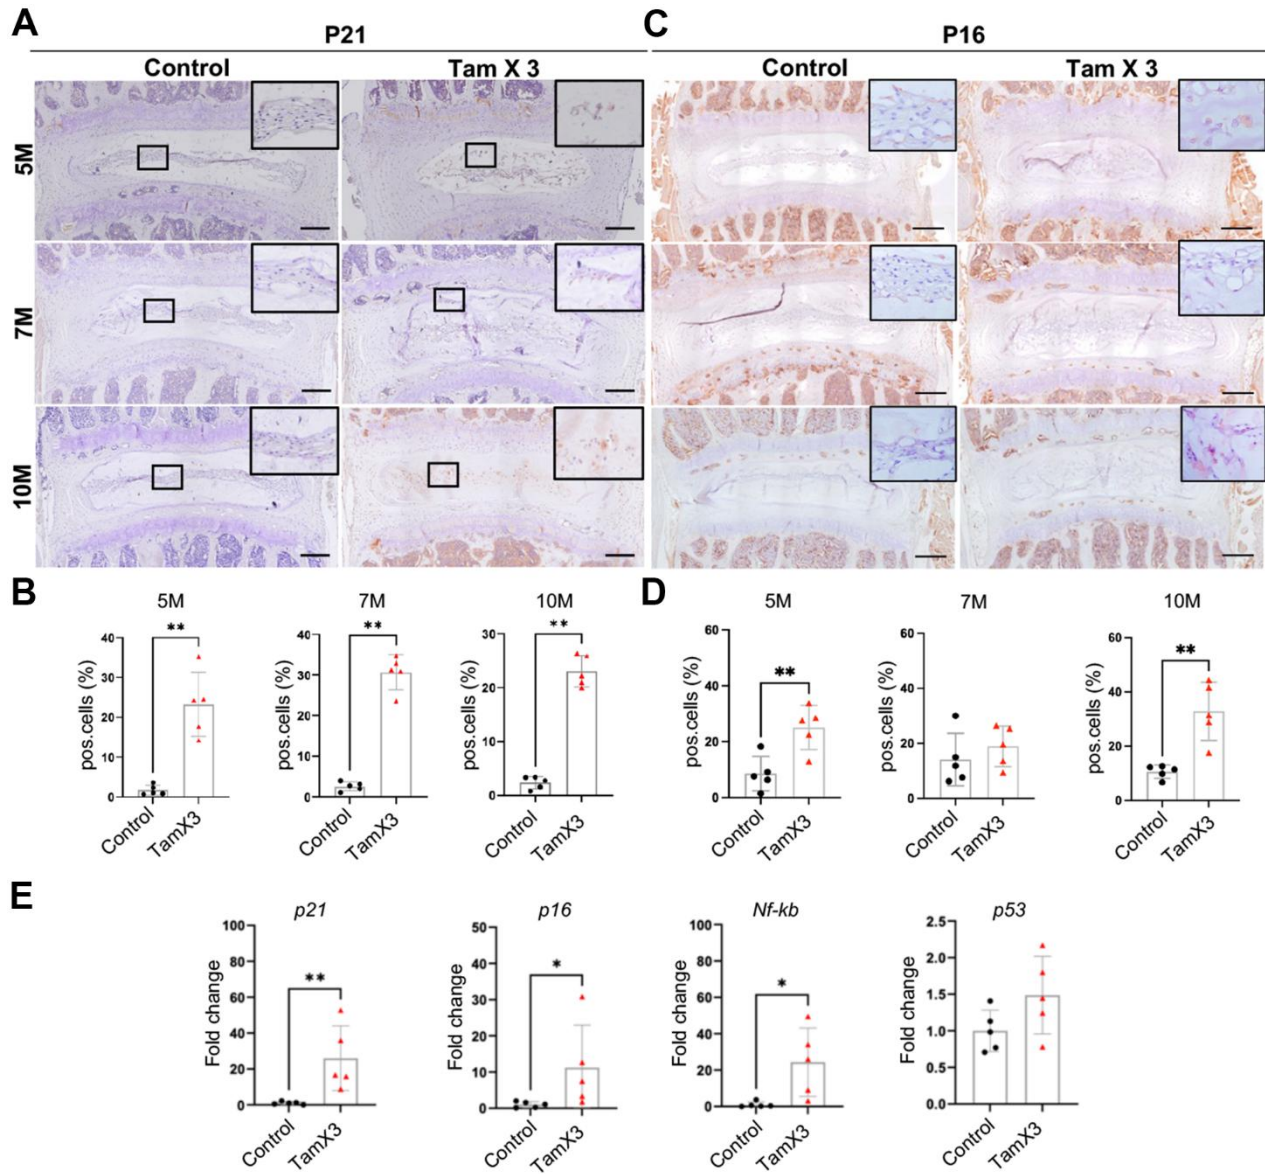 A
P21
Control
Tam X 3
5M
7M
10M
C
P16
Control
Tam X 3
B
5M
7M
10M
pos.cells (%)
40
30
20
10
0
Control
TamX3
**
pos.cells (%)
40
30
20
10
0
Control
TamX3
**
pos.cells (%)
30
20
10
0
Control
TamX3
**
D
5M
7M
10M
pos.cells (%)
60
40
20
0
Control
TamX3
**
pos.cells (%)
60
40
20
0
Control
TamX3
pos.cells (%)
60
40
20
0
Control
TamX3
**
E
p21
Fold change
100
80
60
40
20
0
Control
TamX3
**
p16
Fold change
50
40
30
20
10
0
Control
TamX3
*
Nf-kb
Fold change
100
80
60
40
20
0
Control
TamX3
*
p53
Fold change
2.5
2.0
1.5
1.0
0.5
0.0
Control
TamX3